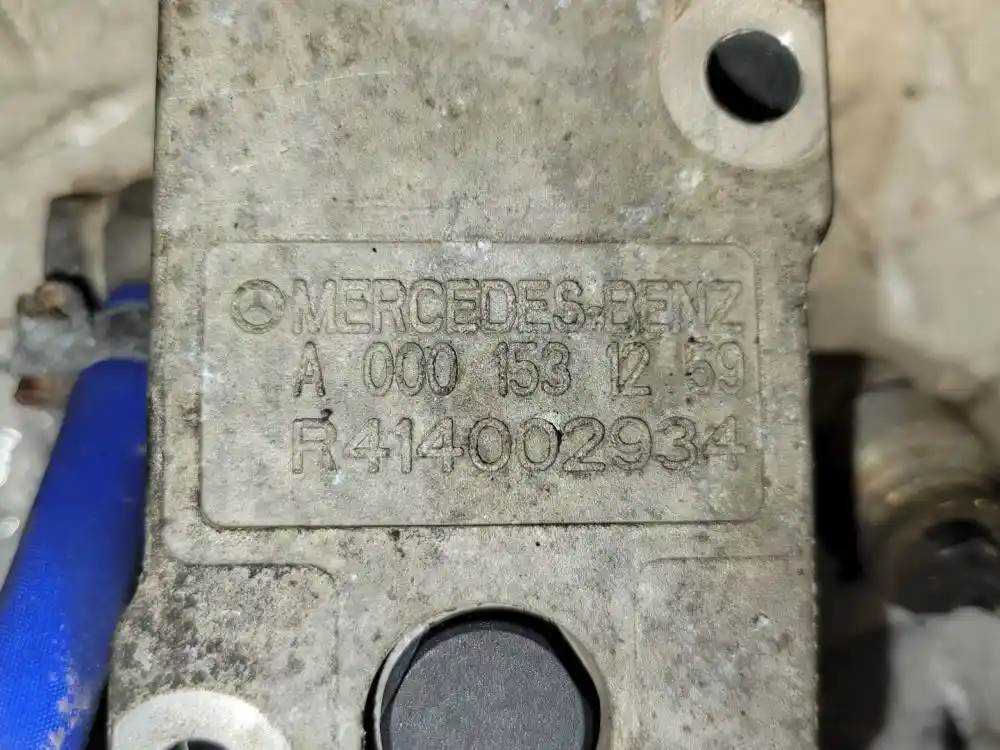 MERCEDES-BENZ
A 000 153 12 59
R414002934